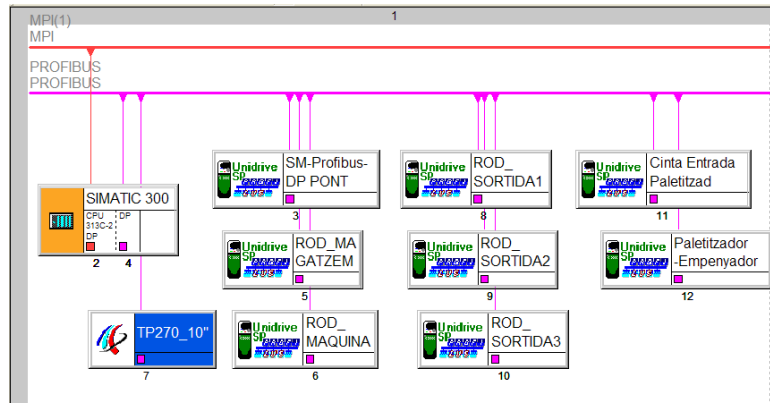 1
MPI(1)
MPI
PROFIBUS
PROFIBUS
SIMATIC 300
CPU
313C-2
DP
DP
2
4
Unidrive
SP
SM-Profibus-
DP PONT
3
Unidrive
SP
ROD_
SORTIDA1
8
Unidrive
SP
Cinta Entrada
Paletitzad
11
Unidrive
SP
ROD_MA
GATZEM
5
Unidrive
SP
ROD_
SORTIDA2
9
Unidrive
SP
Paletitzador
-Empenyador
12
TP270_10"
7
Unidrive
SP
ROD_
MAQUINA
6
Unidrive
SP
ROD_
SORTIDA3
10